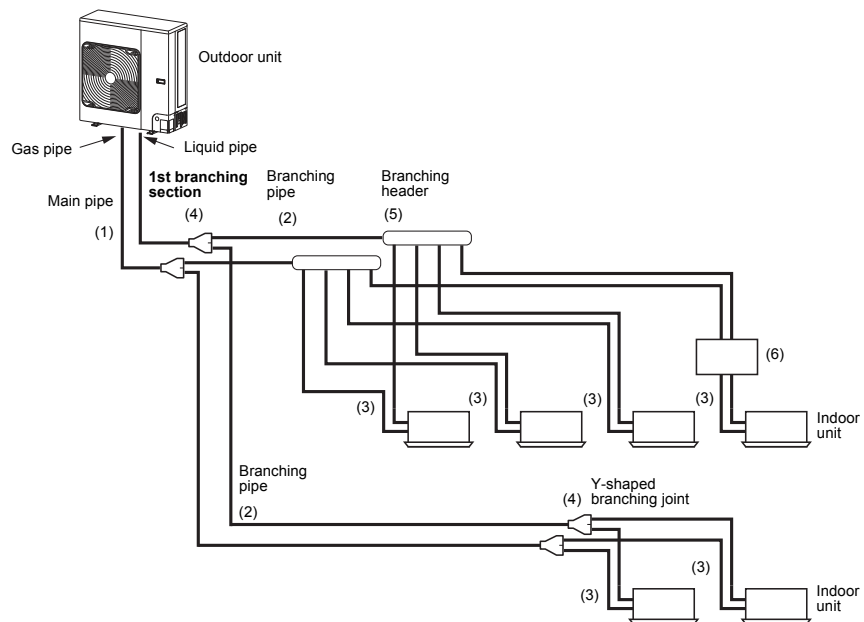 Outdoor unit
Gas pipe
Liquid pipe
1st branching
section
Branching
pipe
Branching
header
Main pipe
(4)
(2)
(5)
(1)
(6)
(3)
(3)
(3)
(3)
Indoor
unit
Branching
pipe
(2)
Y-shaped
(4) branching joint
(3)
(3)
Indoor
unit